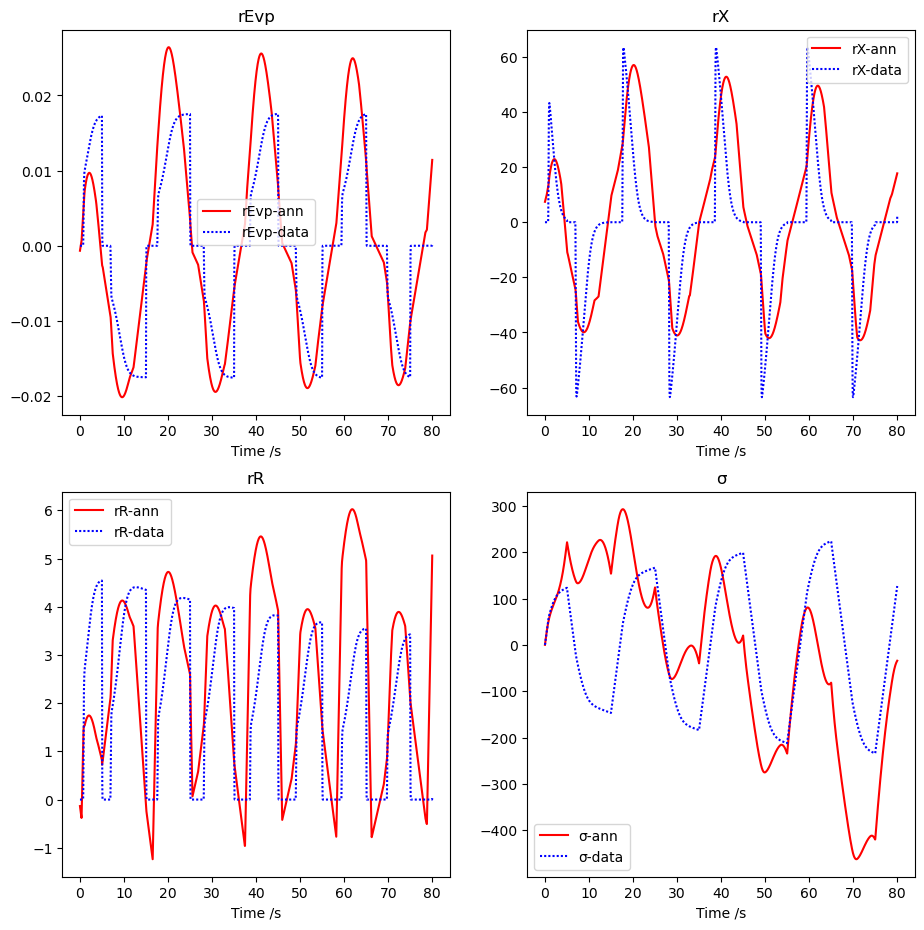 rEvp
0.02
0.01
0.00
−0.01
−0.02
rEvp-ann
rEvp-data
0 10 20 30 40 50 60 70 80
Time /s
rX
60
40
20
0
−20
−40
−60
rX-ann
rX-data
0 10 20 30 40 50 60 70 80
Time /s
rR
6
5
4
3
2
1
0
−1
rR-ann
rR-data
0 10 20 30 40 50 60 70 80
Time /s
σ
300
200
100
0
−100
−200
−300
−400
σ-ann
σ-data
0 10 20 30 40 50 60 70 80
Time /s